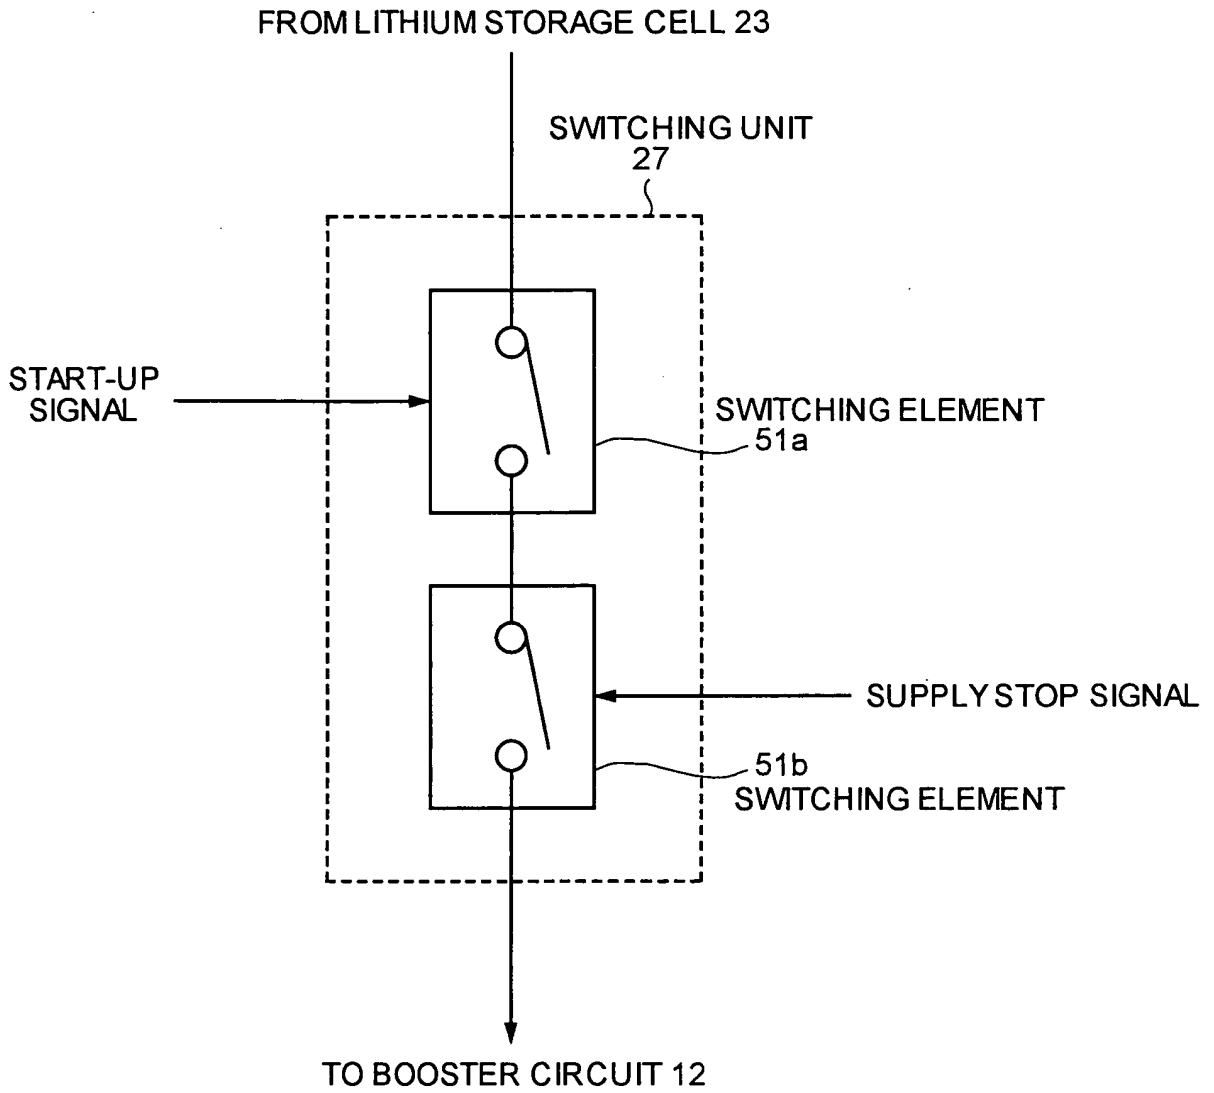 FROM LITHIUM STORAGE CELL 23
SWITCHING UNIT
27
START-UP
SIGNAL
SWITCHING ELEMENT
51a
SUPPLY STOP SIGNAL
51b
SWITCHING ELEMENT
TO BOOSTER CIRCUIT 12